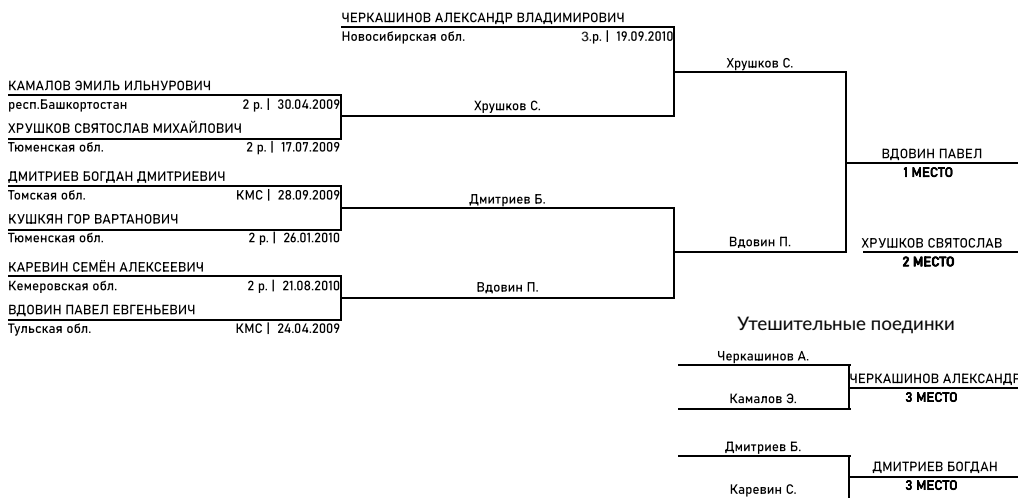 ЧЕРКАШИНОВ АЛЕКСАНДР ВЛАДИМИРОВИЧ
Новосибирская обл. 3.р. | 19.09.2010
Хрушков С.
КАМАЛОВ ЭМИЛЬ ИЛЬНУРОВИЧ
респ.Башкортостан 2 р. | 30.04.2009
Хрушков С.
ХРУШКОВ СВЯТОСЛАВ МИХАЙЛОВИЧ
Тюменская обл. 2 р. | 17.07.2009
ВДОВИН ПАВЕЛ
1 МЕСТО
ДМИТРИЕВ БОГДАН ДМИТРИЕВИЧ
Томская обл. КМС | 28.09.2009
Дмитриев Б.
КУШКЯН ГОР ВАРТАНОВИЧ
Тюменская обл. 2 р. | 26.01.2010
Вдовин П.
ХРУШКОВ СВЯТОСЛАВ
2 МЕСТО
КАРЕВИН СЕМЁН АЛЕКСЕЕВИЧ
Кемеровская обл. 2 р. | 21.08.2010
Вдовин П.
ВДОВИН ПАВЕЛ ЕВГЕНЬЕВИЧ
Тульская обл. КМС | 24.04.2009
Утешительные поединки
Черкашинов А.
ЧЕРКАШИНОВ АЛЕКСАНДР
3 МЕСТО
Камалов Э.
Дмитриев Б.
ДМИТРИЕВ БОГДАН
3 МЕСТО
Каревин С.